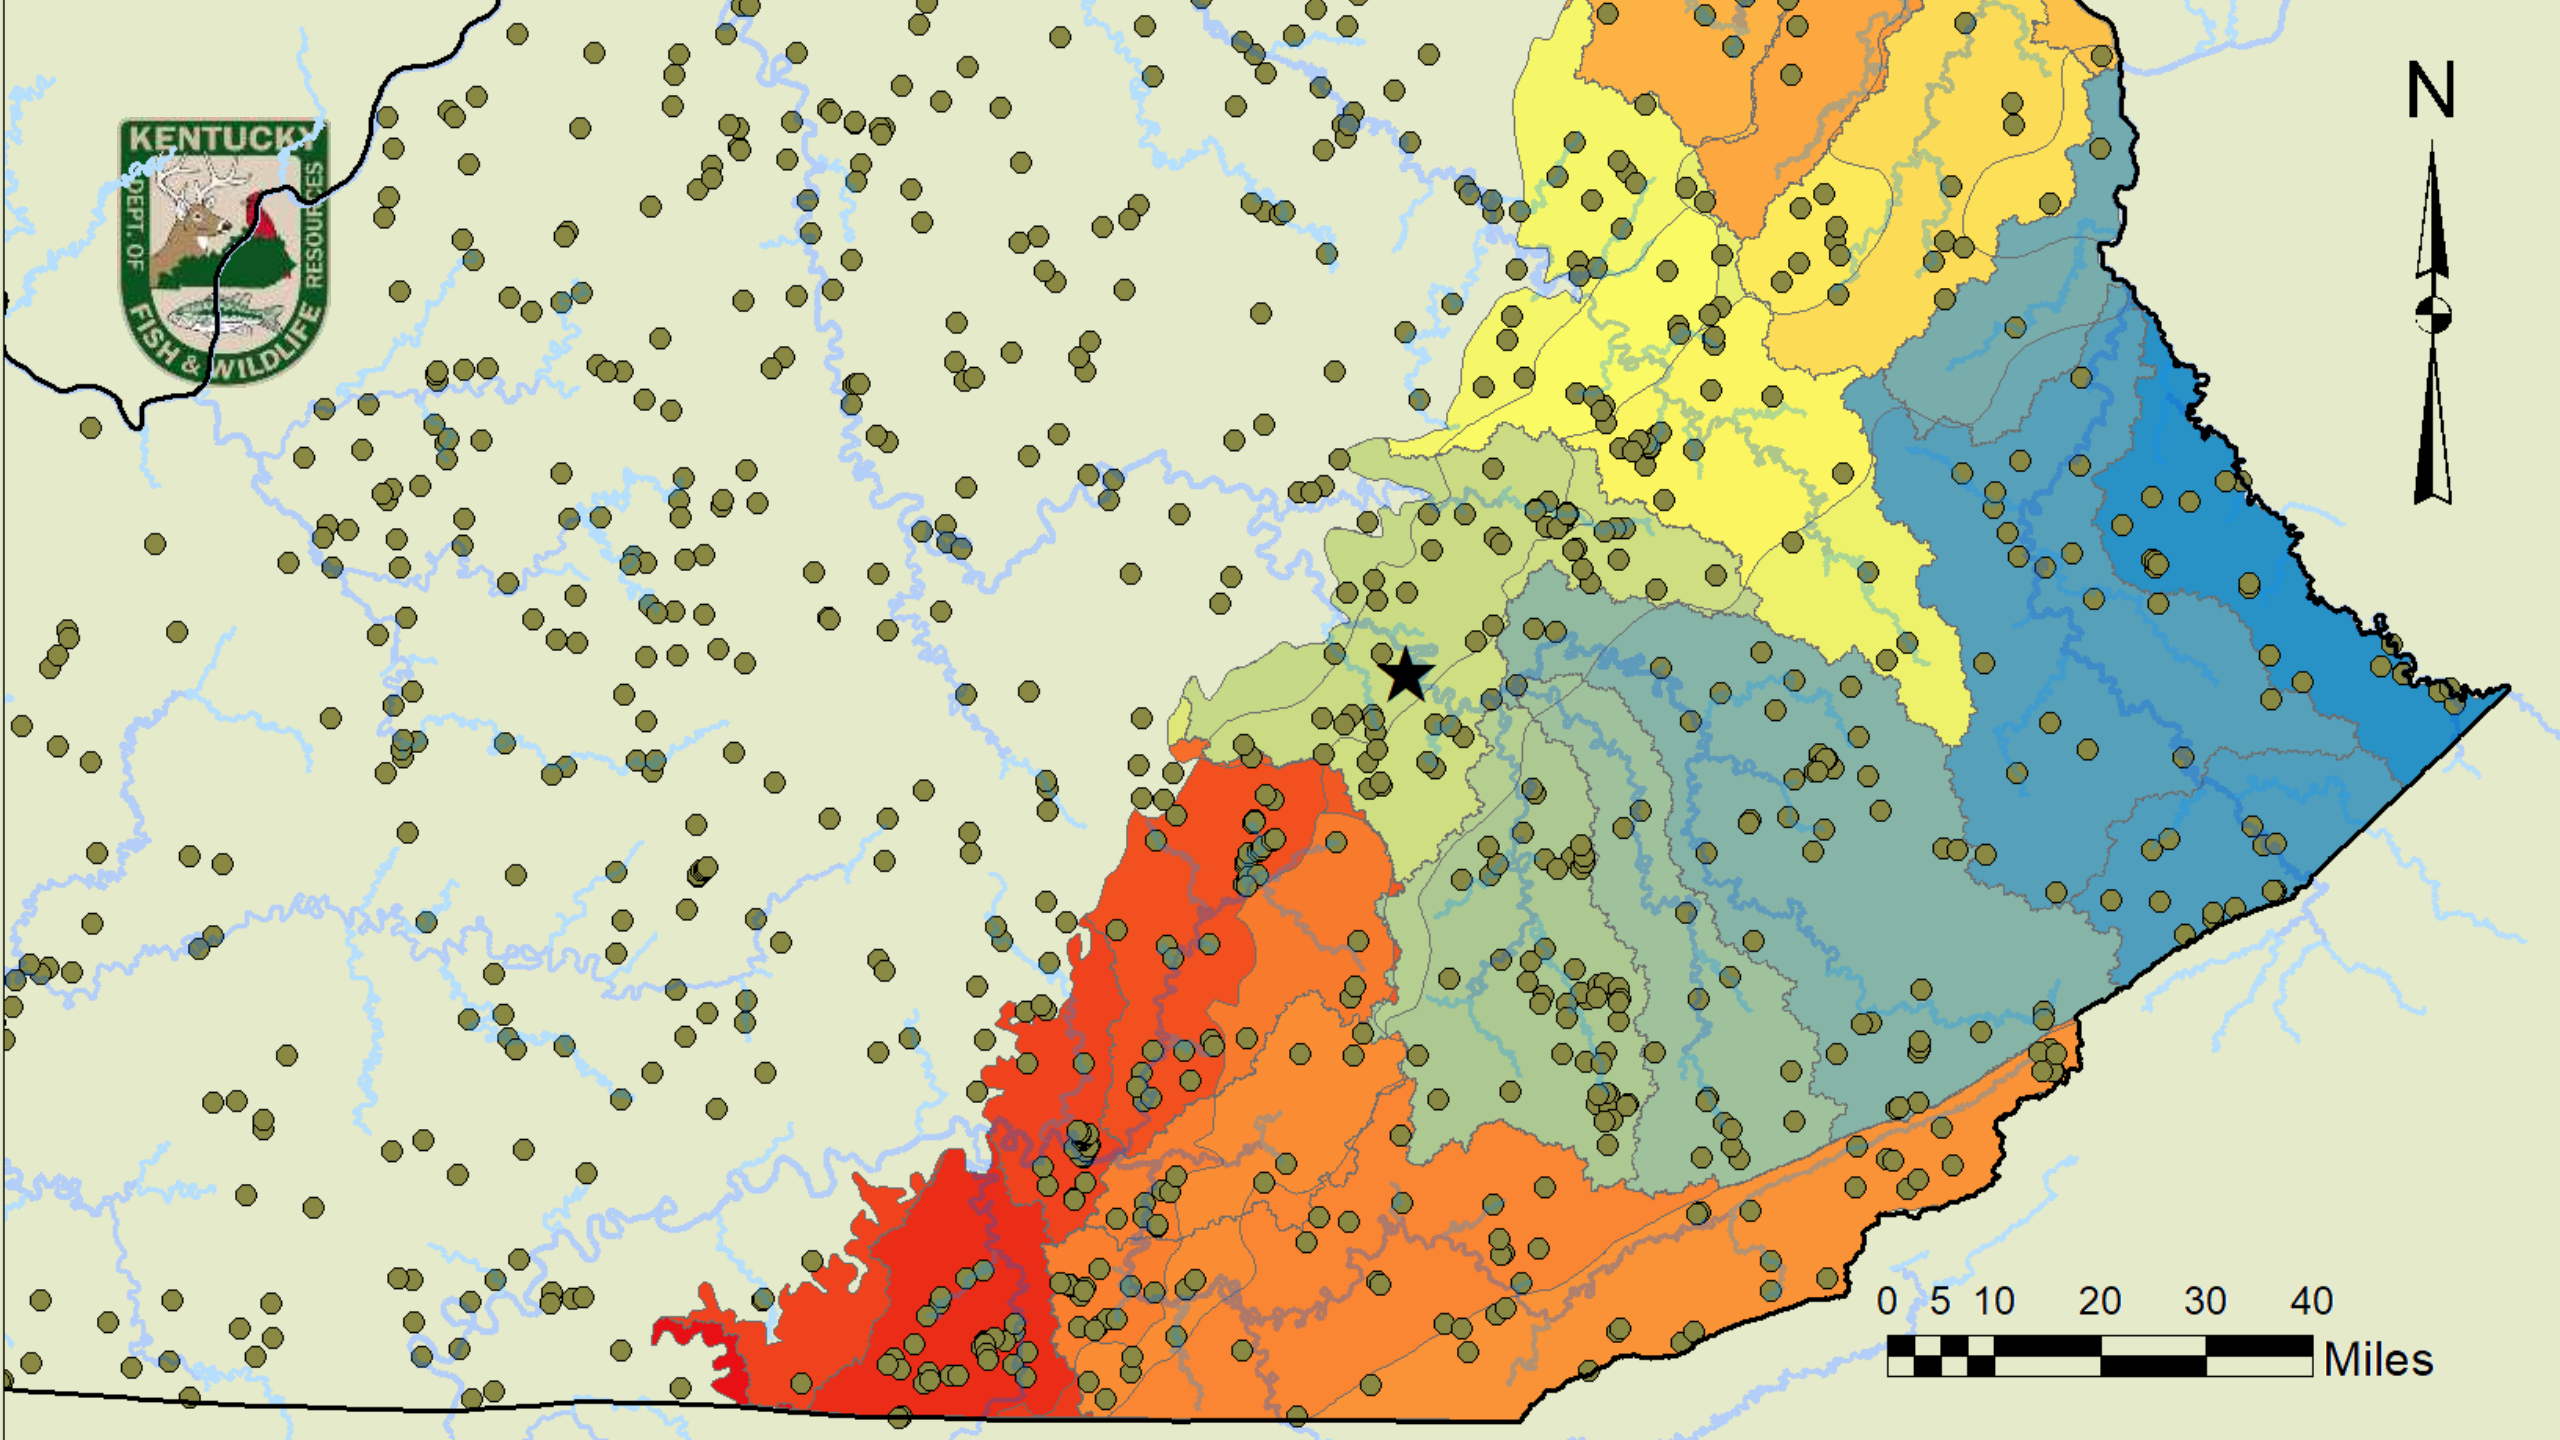 KENTUCKY
DEPT. OF
FISH & WILDLIFE
RESOURCES
N
0 5 10 20 30 40
Miles